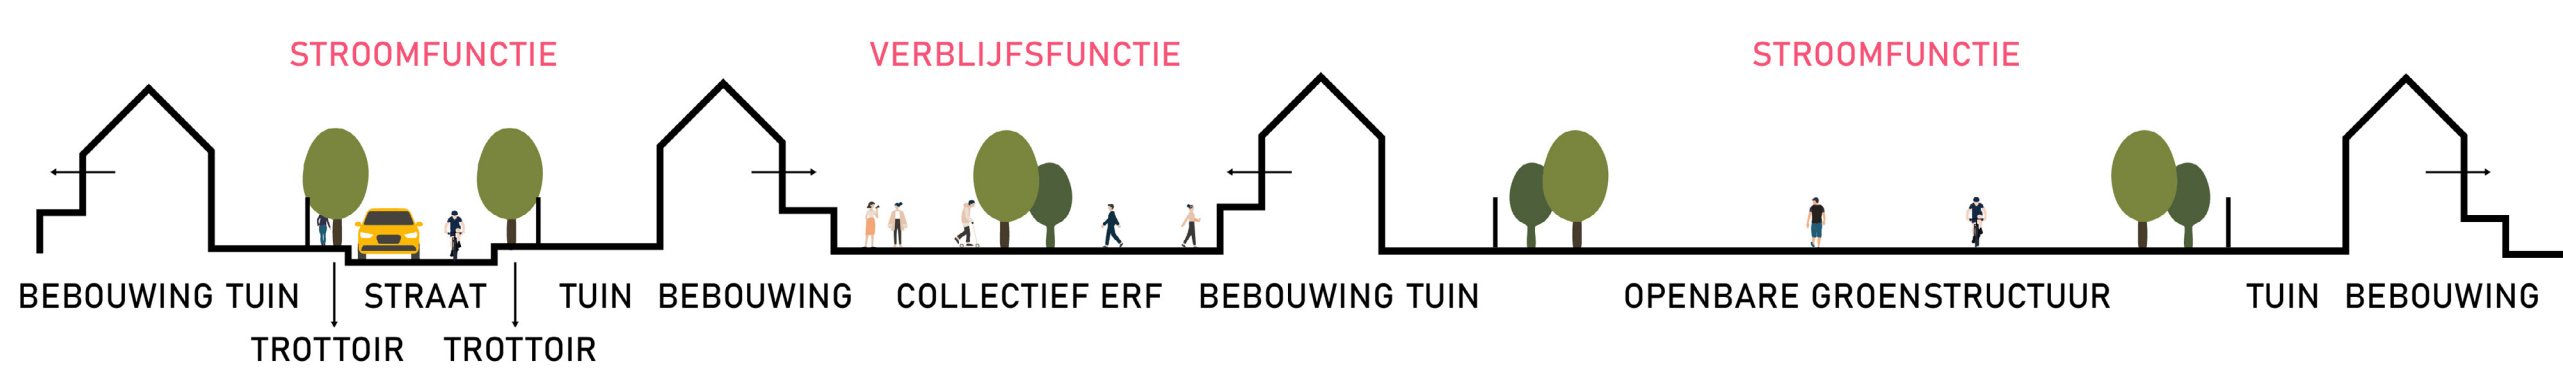 STROOMFUNCTIE VERBLIJFSFUNCTIE STROOMFUNCTIE
BEBOUWING TUIN STRAAT TUIN BEBOUWING COLLECTIEF ERF BEBOUWING TUIN OPENBARE GROENSTRUCTUUR TUIN BEBOUWING
TROTTOIR TROTTOIR